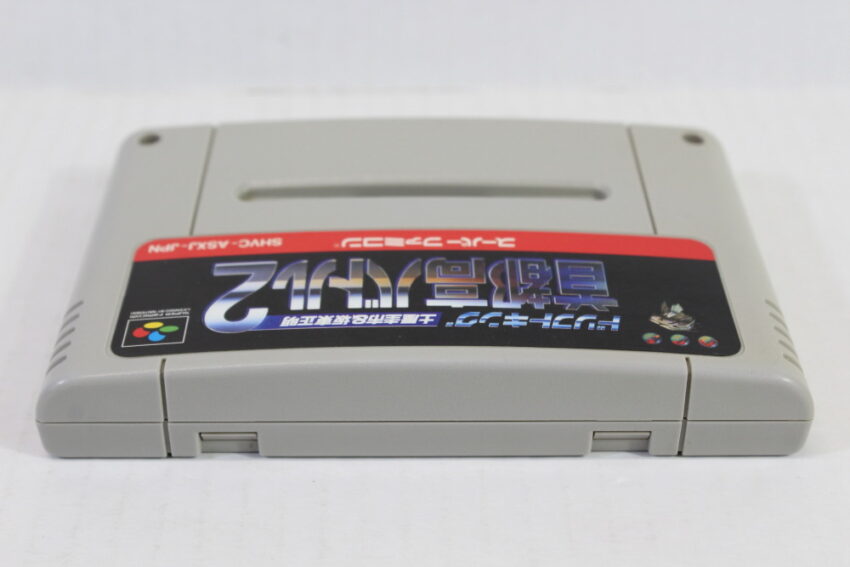 スーパーファミコン SHVC-ASXJ-JPN
ドリフトキング 土屋圭市&坂東正明
首都高バトル2